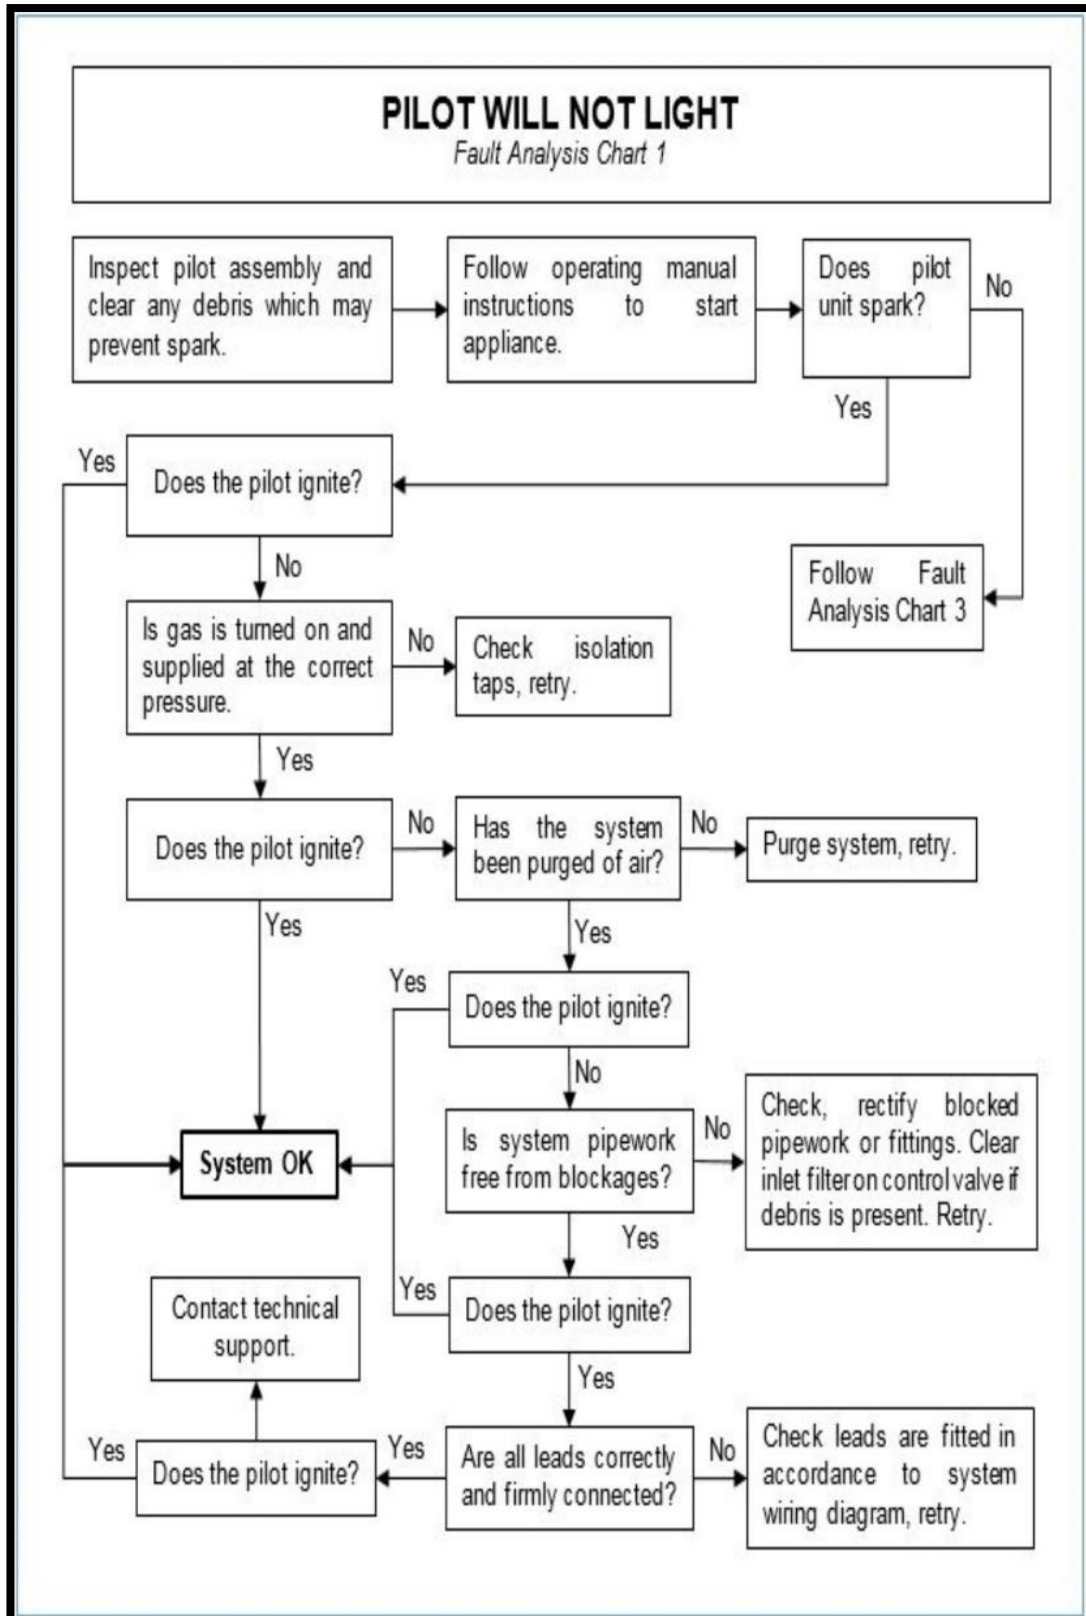 PILOT WILL NOT LIGHT
Fault Analysis Chart 1
Inspect pilot assembly and
clear any debris which may
prevent spark.
Follow operating manual
instructions to start
appliance.
Does pilot
unit spark?
No
Yes
Yes
Does the pilot ignite?
No
Follow Fault
Analysis Chart 3
Is gas is turned on and
supplied at the correct
pressure.
No
Check isolation
taps, retry.
Yes
Does the pilot ignite?
No
Has the system
been purged of air?
No
Purge system, retry.
Yes
Yes
Yes
Does the pilot ignite?
No
System OK
Is system pipework
free from blockages?
No
Check, rectify blocked
pipework or fittings. Clear
inlet filter on control valve if
debris is present. Retry.
Yes
Contact technical
support.
Yes
Does the pilot ignite?
Yes
Yes
Does the pilot ignite?
Yes
Are all leads correctly
and firmly connected?
No
Check leads are fitted in
accordance to system
wiring diagram, retry.